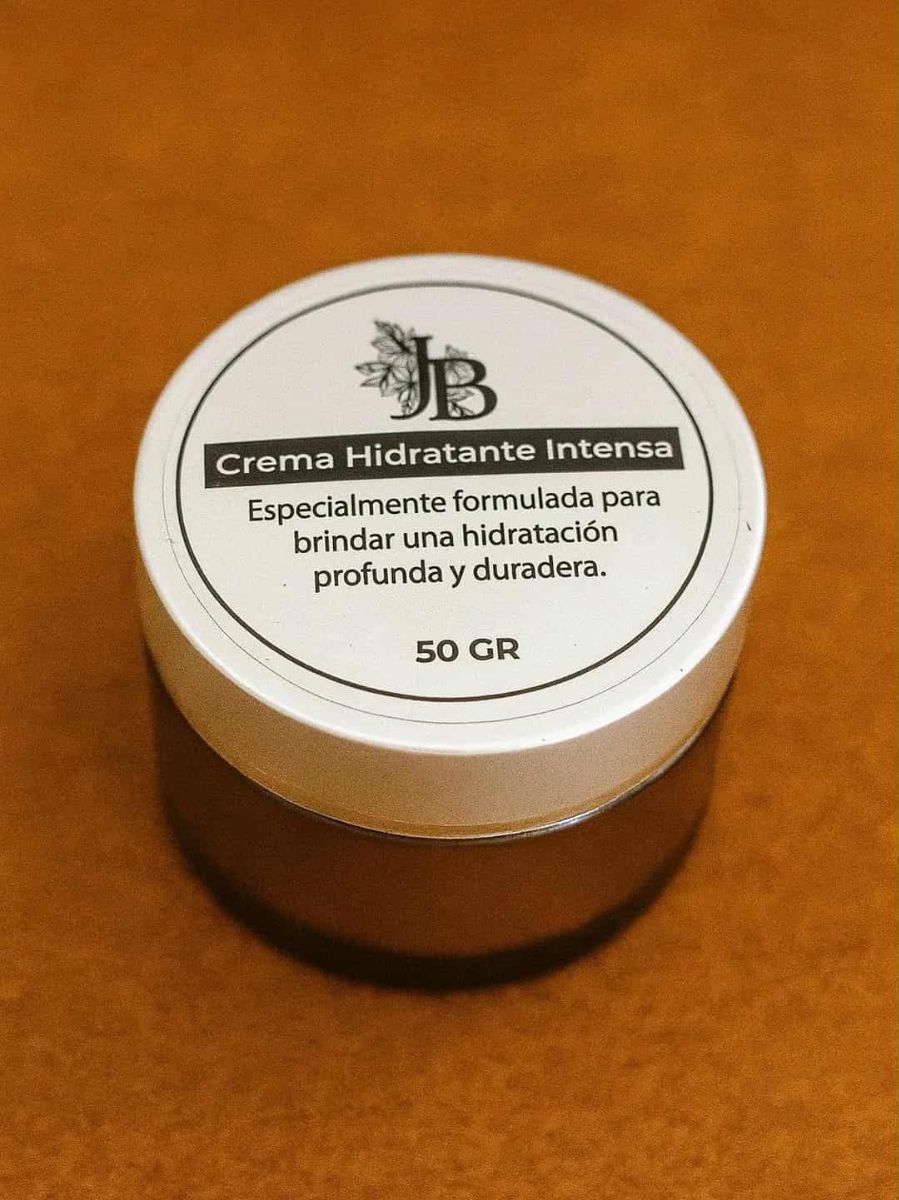 JB
Crema Hidratante Intensa
Especialmente formulada para
brindar una hidratación
profunda y duradera.
50 GR